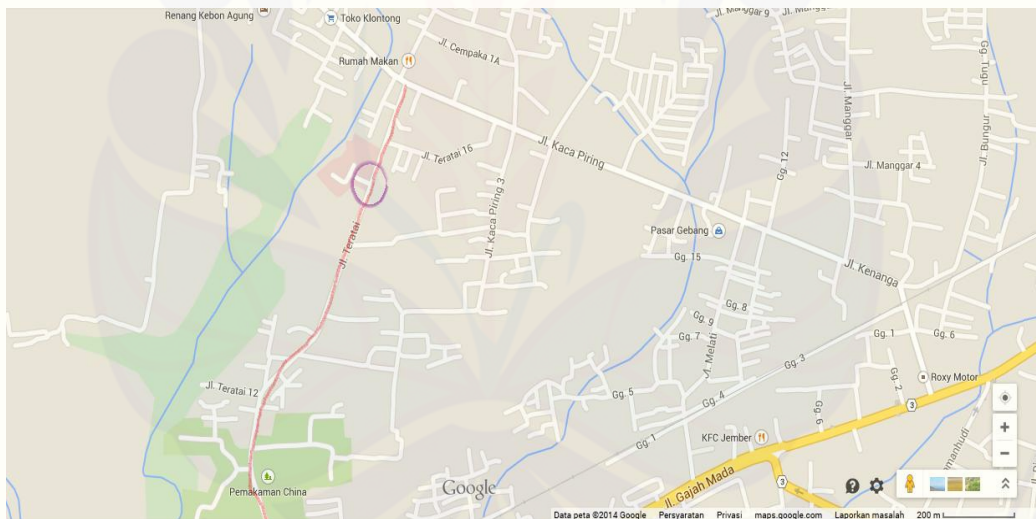 Renang Kebon Agung
Toko Klontong
Rumah Makan
Jl. Cempaka 1A
Jl. Manggar 9
Gg. Tugu
Jl. Manggar
Jl. Bungur
Jl. Kaca Piring
Jl. Teratai 16
Gg. 12
Jl. Manggar 4
Jl. Kaca Piring 3
Jl. Teratai
Pasar Gebang
Gg. 15
Jl. Kenanga
Gg. 8
Gg. 9
Gg. 7
Gg. 1
Gg. 6
Jl. Melati
Gg. 3
Jl. Teratai 12
Gg. 5
Gg. 4
Gg. 2
Roxy Motor
3
Gg. 6
Gg. 1
KFC Jember
Pemakaman China
Google
Jl. Gajah Mada
3
Data peta ©2014 Google Persyaratan Privasi maps.google.com Laporkan masalah 200 m